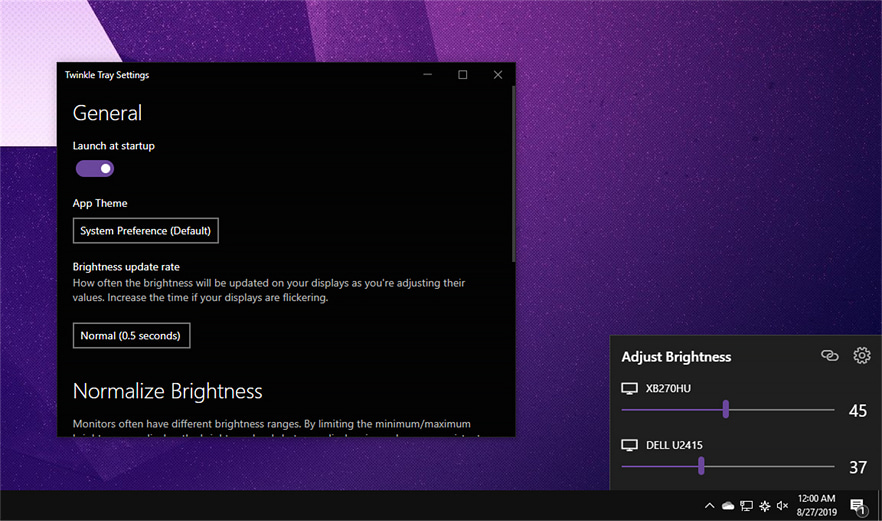 Twinkle Tray Settings
General
Launch at startup
App Theme
System Preference (Default)
Brightness update rate
How often the brightness will be updated on your displays as you're adjusting their
values. Increase the time if your displays are flickering.
Normal (0.5 seconds)
Normalize Brightness
Monitors often have different brightness ranges. By limiting the minimum/maximum
Adjust Brightness
XB270HU
45
DELL U2415
37
12:00 AM
8/27/2019
1